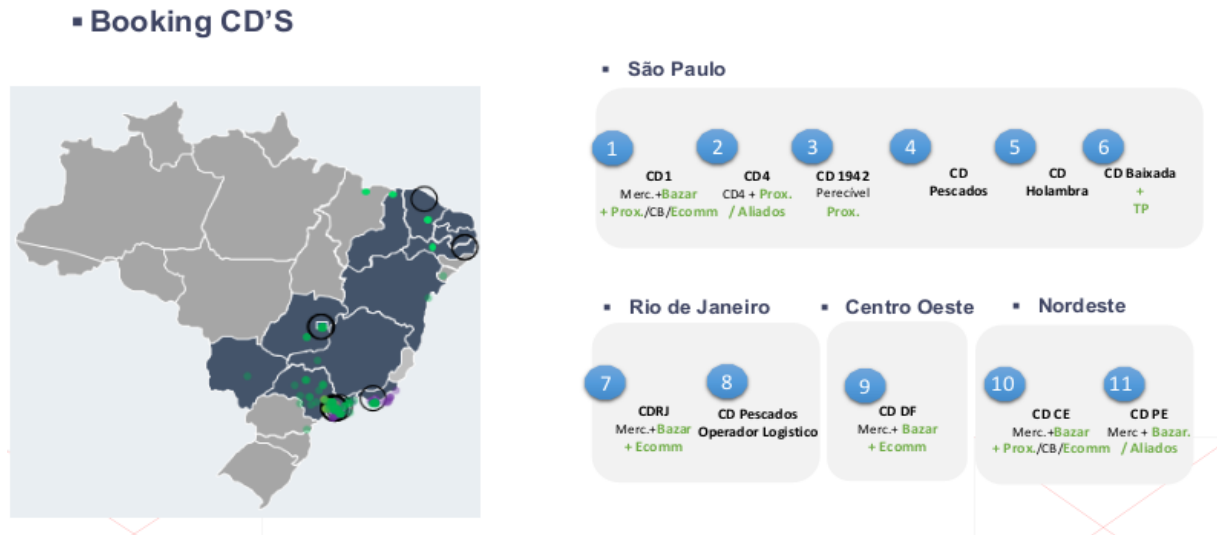 ▪ Booking CD'S
▪ São Paulo
1
2
3
4
5
6
CD1
Merc.+Bazar
+ Prox./CB/Ecomm
CD4
CD4 + Prox.
/ Aliados
CD 1942
Perecível
Prox.
CD
Pescados
CD
Holambra
CD Baixada
+
TP
▪ Rio de Janeiro
7
8
CDRJ
Merc.+Bazar
+ Ecomm
CD Pescados
Operador Logistico
▪ Centro Oeste
9
CD DF
Merc.+ Bazar
+ Ecomm
▪ Nordeste
10
11
CD CE
Merc.+Bazar
+ Prox./CB/Ecomm
CD PE
Merc + Bazar.
/ Aliados